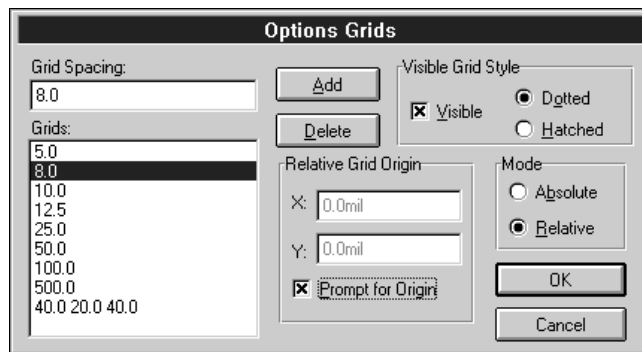 Options Grids
Grid Spacing:
8.0
Grids:
5.0
8.0
10.0
12.5
25.0
50.0
100.0
500.0
40.0 20.0 40.0
Add
Delete
Visible Grid Style
Visible
Dotted
Hatched
Relative Grid Origin
X: 0.0mil
Y: 0.0mil
Prompt for Origin
Mode
Absolute
Relative
OK
Cancel